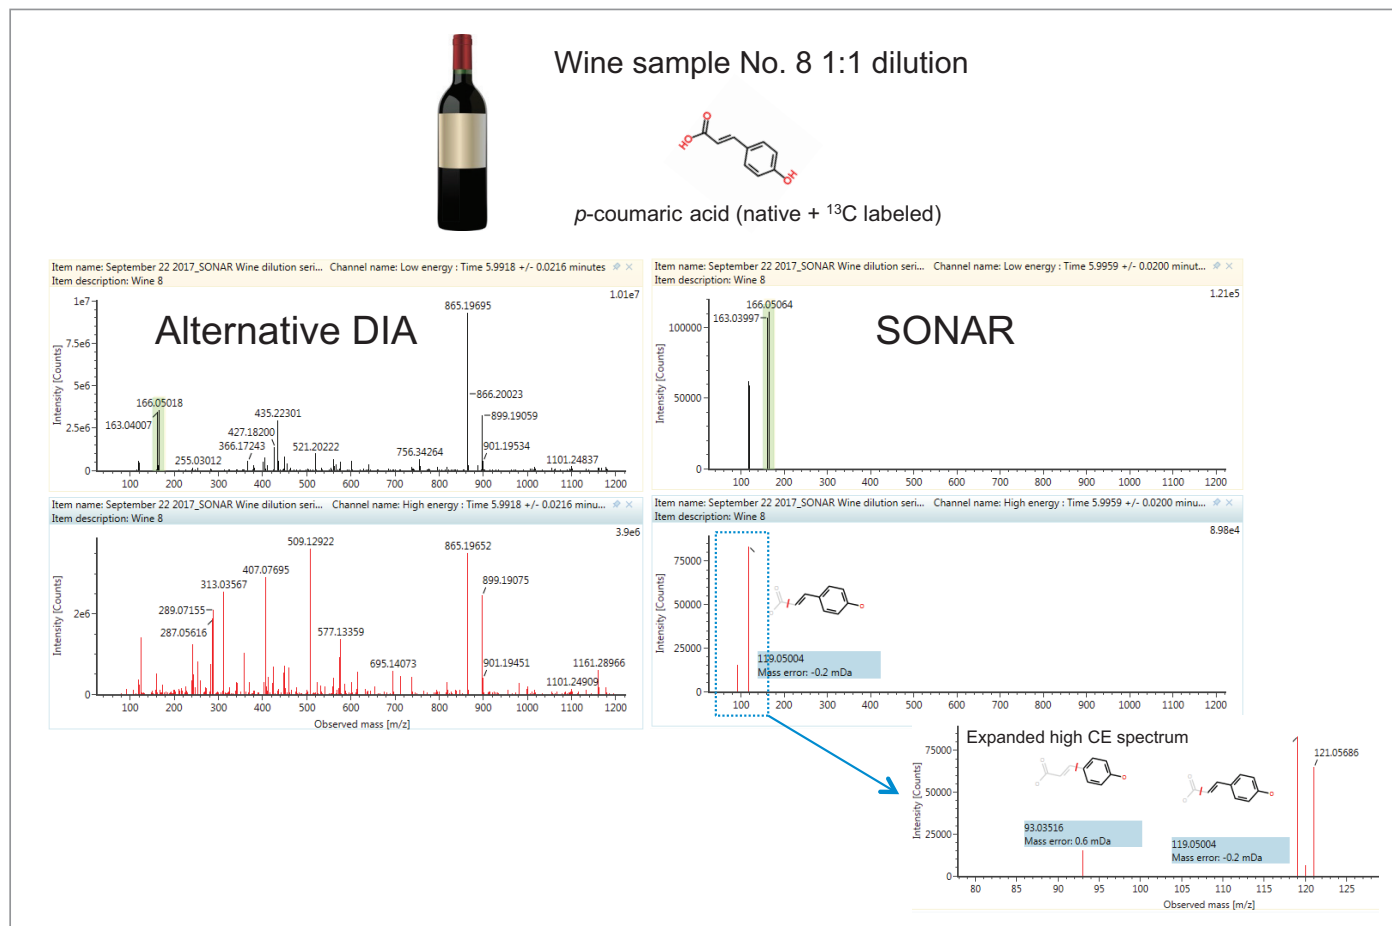 Wine sample No. 8 1:1 dilution
O
HO
OH
p-coumaric acid (native + ¹³C labeled)
Item name: September 22 2017_SONAR Wine dilution seri... Channel name: Low energy : Time 5.9918 +/- 0.0216 minutes
Item description: Wine 8
1.01e7
Alternative DIA
Intensity [Counts]
1e7
7.5e6
5e6
2.5e6
0
865.19695
166.05018
163.04007
435.22301
866.20023
899.19059
427.18200
366.17243
521.20222
756.34264
901.19534
255.03012
1101.24837
100 200 300 400 500 600 700 800 900 1000 1100 1200
Item name: September 22 2017_SONAR Wine dilution seri... Channel name: Low energy : Time 5.9959 +/- 0.0200 minut...
Item description: Wine 8
1.21e5
SONAR
Intensity [Counts]
100000
50000
0
166.05064
163.03997
100 200 300 400 500 600 700 800 900 1000 1100 1200
Item name: September 22 2017_SONAR Wine dilution seri... Channel name: High energy : Time 5.9918 +/- 0.0216 minu...
Item description: Wine 8
3.9e6
Intensity [Counts]
2e6
0
509.12922
865.19652
407.07695
313.03567
899.19075
289.07155
287.05616
577.13359
695.14073
901.19451
1161.28966
1101.24909
100 200 300 400 500 600 700 800 900 1000 1100 1200
Observed mass [m/z]
Item name: September 22 2017_SONAR Wine dilution seri... Channel name: High energy : Time 5.9959 +/- 0.0200 minu...
Item description: Wine 8
8.98e4
Intensity [Counts]
75000
50000
25000
0
119.05004
Mass error: -0.2 mDa
100 200 300 400 500 600 700 800 900 1000 1100 1200
Expanded high CE spectrum
Intensity [Counts]
75000
50000
25000
0
121.05686
93.03516
Mass error: 0.6 mDa
119.05004
Mass error: -0.2 mDa
80 85 90 95 100 105 110 115 120 125
Observed mass [m/z]